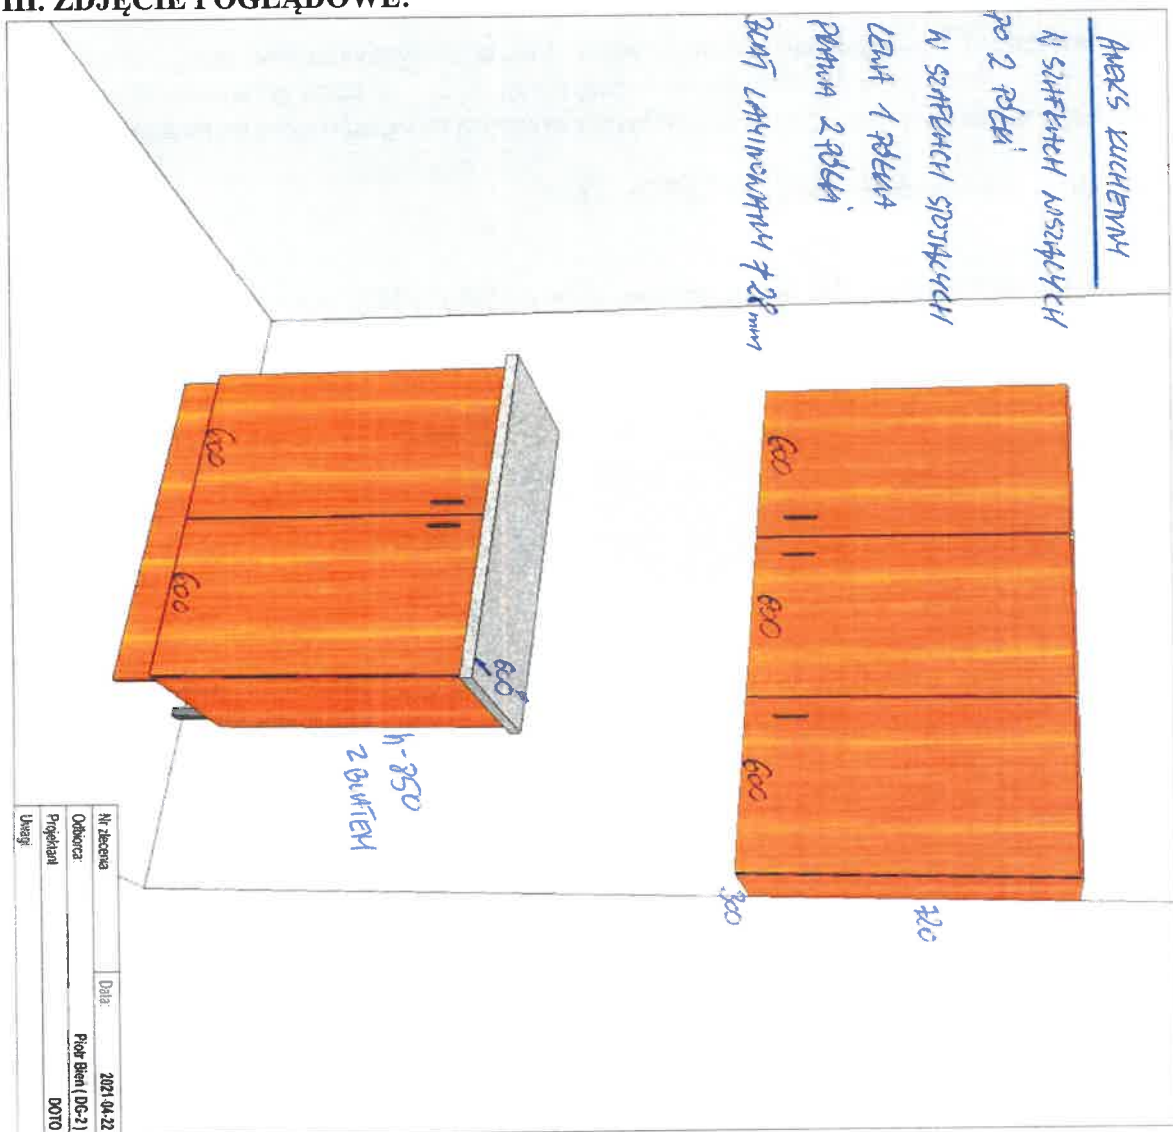 III. ZDJĘCIE POGLĄDOWE:
ANEKS KUCHENNY
W SZAFKACH WISZĄCYCH
PO 2 PÓŁKI
W SZAFKACH STOJĄCYCH
LEWA 1 PÓŁKA
PRAWA 2 PÓŁKI
BLAT LAMINOWANY # 28 mm
600
600
600
300
720
600
600
600
h-850
Z BLATEM
Nr zlecenia Data: 2021-04-22
Odbiorca: Piotr Bień ( DG-2 )
Projektant DOTO
Uwagi: